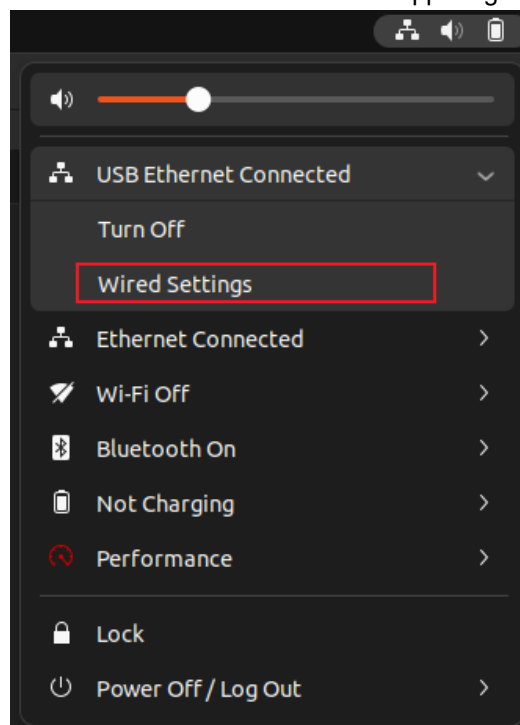 USB Ethernet Connected
Turn Off
Wired Settings
Ethernet Connected
Wi-Fi Off
Bluetooth On
Not Charging
Performance
Lock
Power Off / Log Out